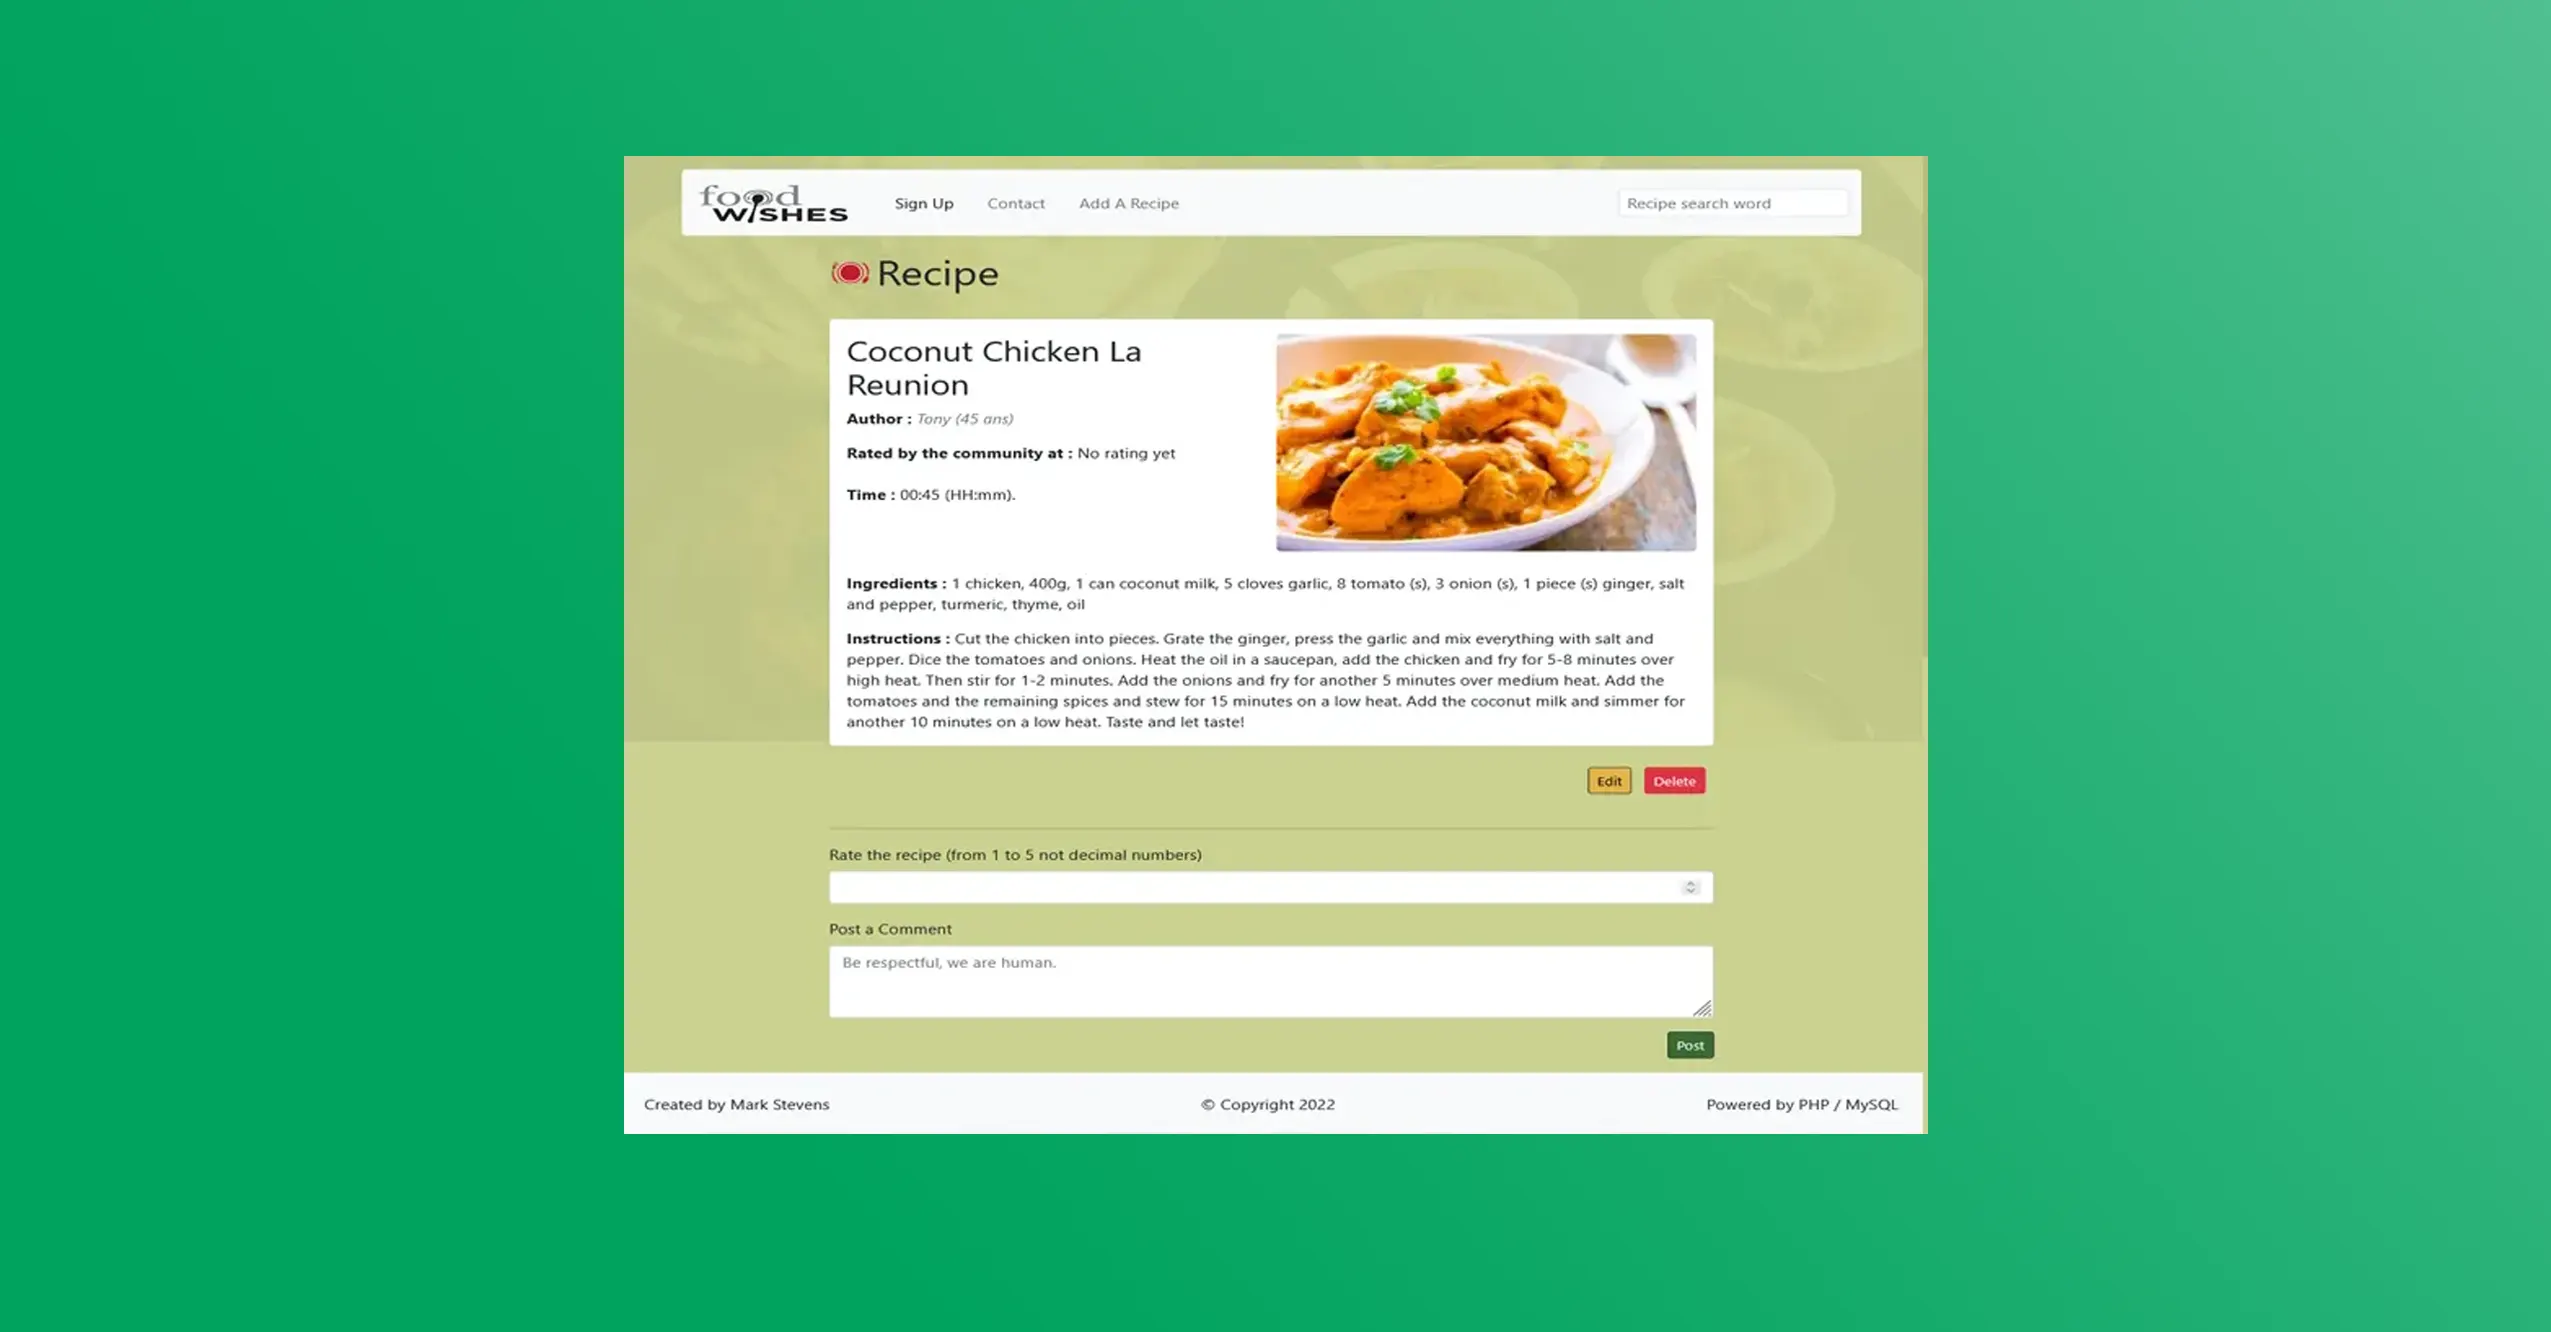 food
WISHES
Sign Up
Contact
Add A Recipe
Recipe search word
Recipe
Coconut Chicken La
Reunion
Author : Tony (45 ans)
Rated by the community at : No rating yet
Time : 00:45 (HH:mm).
Ingredients : 1 chicken, 400g, 1 can coconut milk, 5 cloves garlic, 8 tomato (s), 3 onion (s), 1 piece (s) ginger, salt
and pepper, turmeric, thyme, oil
Instructions : Cut the chicken into pieces. Grate the ginger, press the garlic and mix everything with salt and
pepper. Dice the tomatoes and onions. Heat the oil in a saucepan, add the chicken and fry for 5-8 minutes over
high heat. Then stir for 1-2 minutes. Add the onions and fry for another 5 minutes over medium heat. Add the
tomatoes and the remaining spices and stew for 15 minutes on a low heat. Add the coconut milk and simmer for
another 10 minutes on a low heat. Taste and let taste!
Edit
Delete
Rate the recipe (from 1 to 5 not decimal numbers)
Post a Comment
Be respectful, we are human.
Post
Created by Mark Stevens
© Copyright 2022
Powered by PHP / MySQL